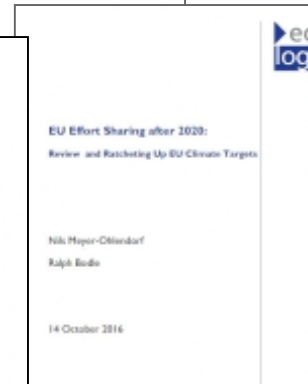 ec
log
EU Effort Sharing after 2020:
Review and Ratcheting Up EU Climate Targets
Nils Meyer-Ohlendorf
Ralph Bodle
14 October 2016